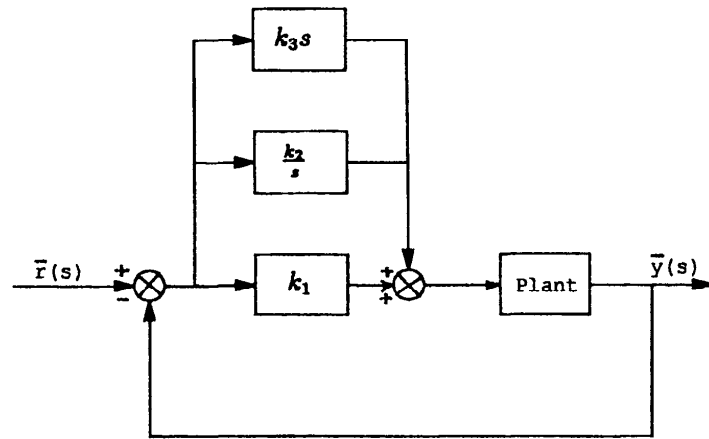 k₃s
k₂/s
r̄(s)
+
−
k₁
+
+
Plant
ȳ(s)